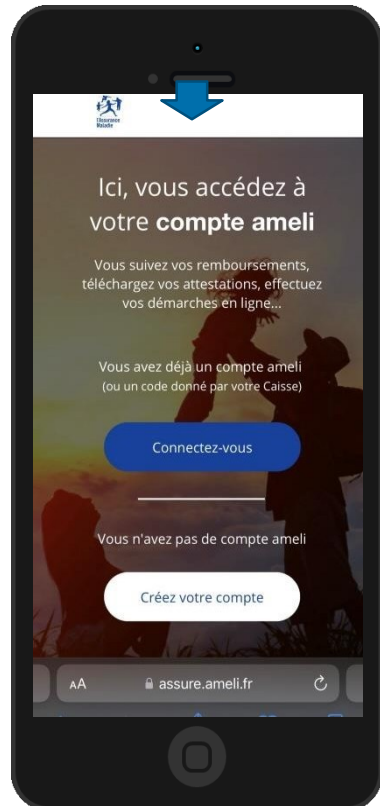 l'Assurance
Maladie
Ici, vous accédez à
votre compte ameli
Vous suivez vos remboursements,
téléchargez vos attestations, effectuez
vos démarches en ligne...
Vous avez déjà un compte ameli
(ou un code donné par votre Caisse)
Connectez-vous
Vous n'avez pas de compte ameli
Créez votre compte
AA assure.ameli.fr